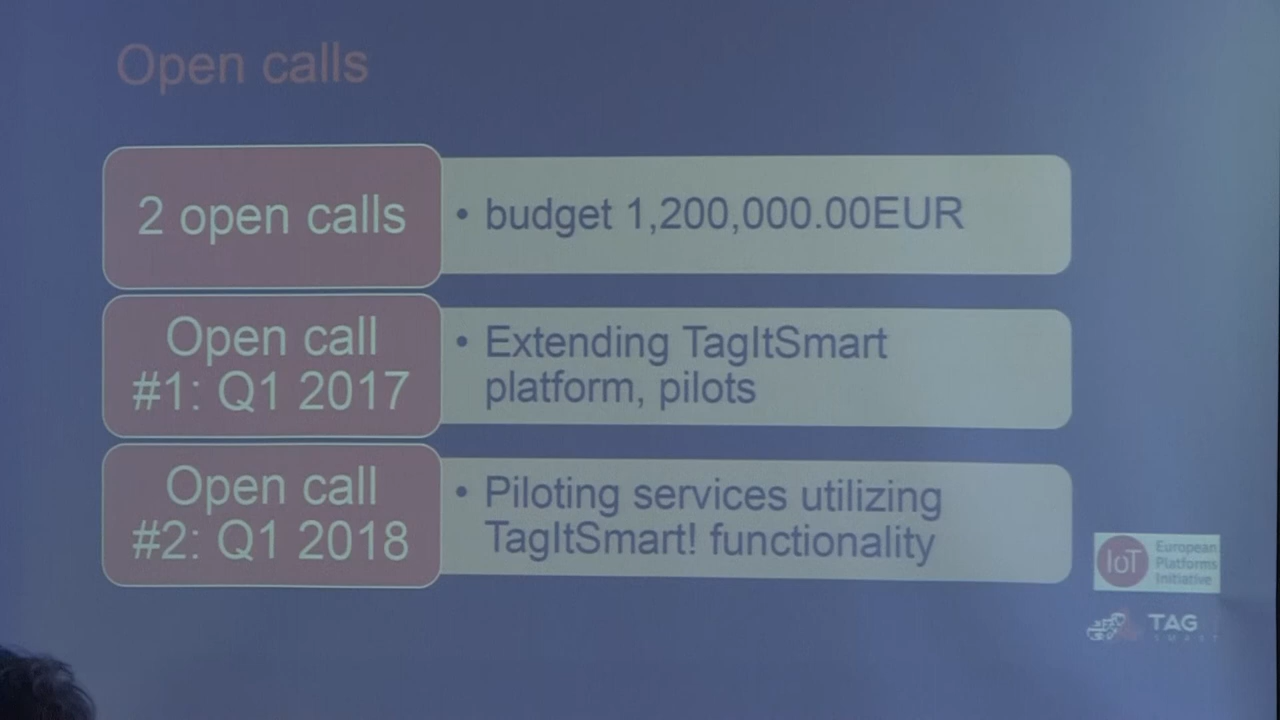 Open calls
2 open calls
• budget 1,200,000.00EUR
Open call
#1: Q1 2017
• Extending TagItSmart
platform, pilots
Open call
#2: Q1 2018
• Piloting services utilizing
TagItSmart! functionality
IoT
European
Platforms
Initiative
TAG
SMART